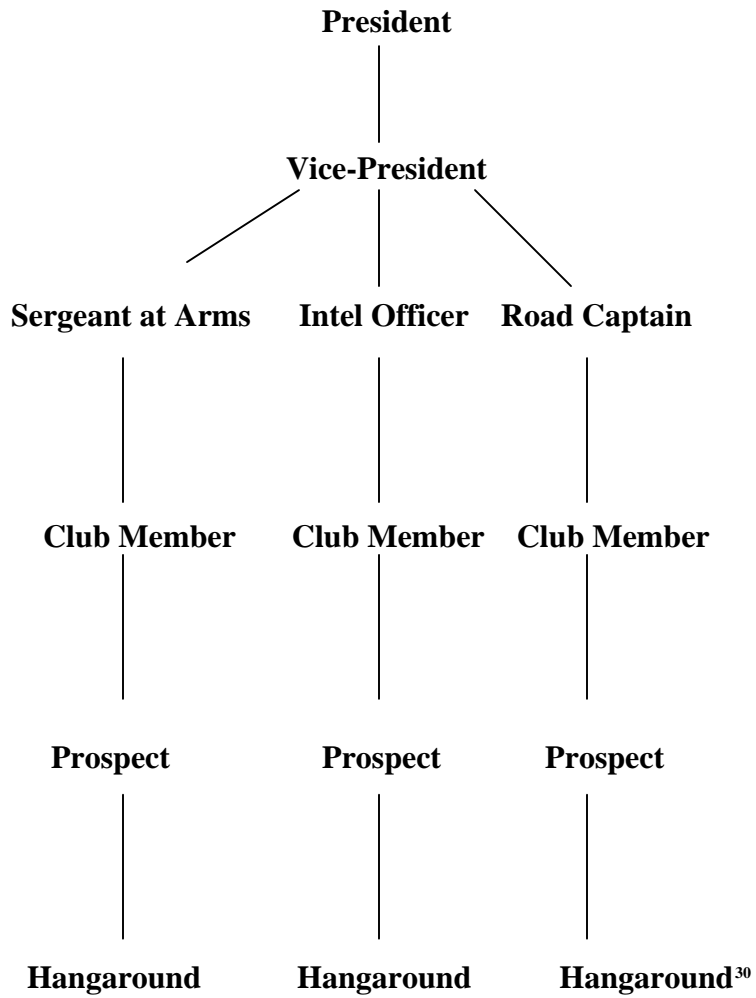 President
Vice-President
Sergeant at Arms Intel Officer Road Captain
Club Member Club Member Club Member
Prospect Prospect Prospect
Hangaround Hangaround Hangaround30